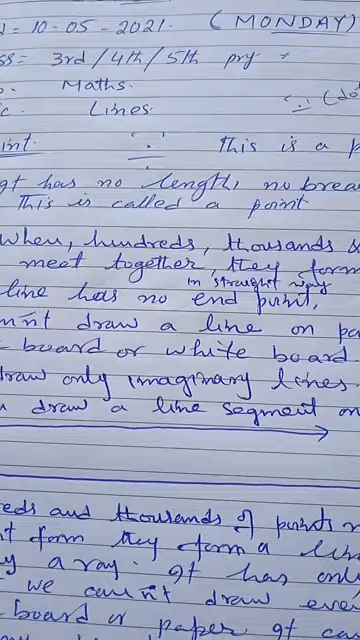 = 10-05-2021. (MONDAY)
ss = 3rd/4th/5th pry
Maths.
c. Lines.
int. this is a p
gt has no length, no brea
This is called a point
When, hundreds, thousands &
meet together, they form
in straight way
line has no end point,
n't draw a line on pa
board or white board.
draw only imaginary lines
draw a line segment on
reds and thousands of points m
t form they form a line
y a ray. It has only
we can't draw eve
board or paper It ca